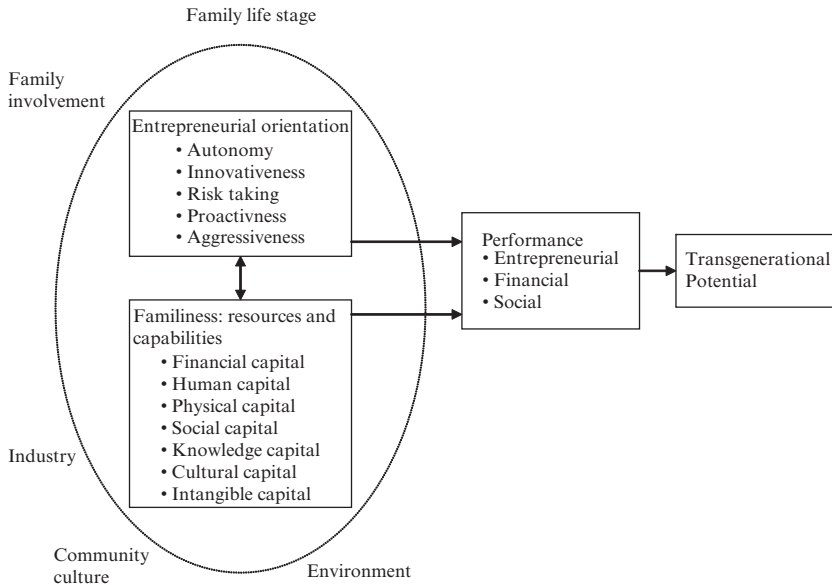 Family life stage
Family
involvement
Entrepreneurial orientation
• Autonomy
• Innovativeness
• Risk taking
• Proactivness
• Aggressiveness
Familiness: resources and
capabilities
• Financial capital
• Human capital
• Physical capital
• Social capital
• Knowledge capital
• Cultural capital
• Intangible capital
Performance
• Entrepreneurial
• Financial
• Social
Transgenerational
Potential
Industry
Community
culture
Environment